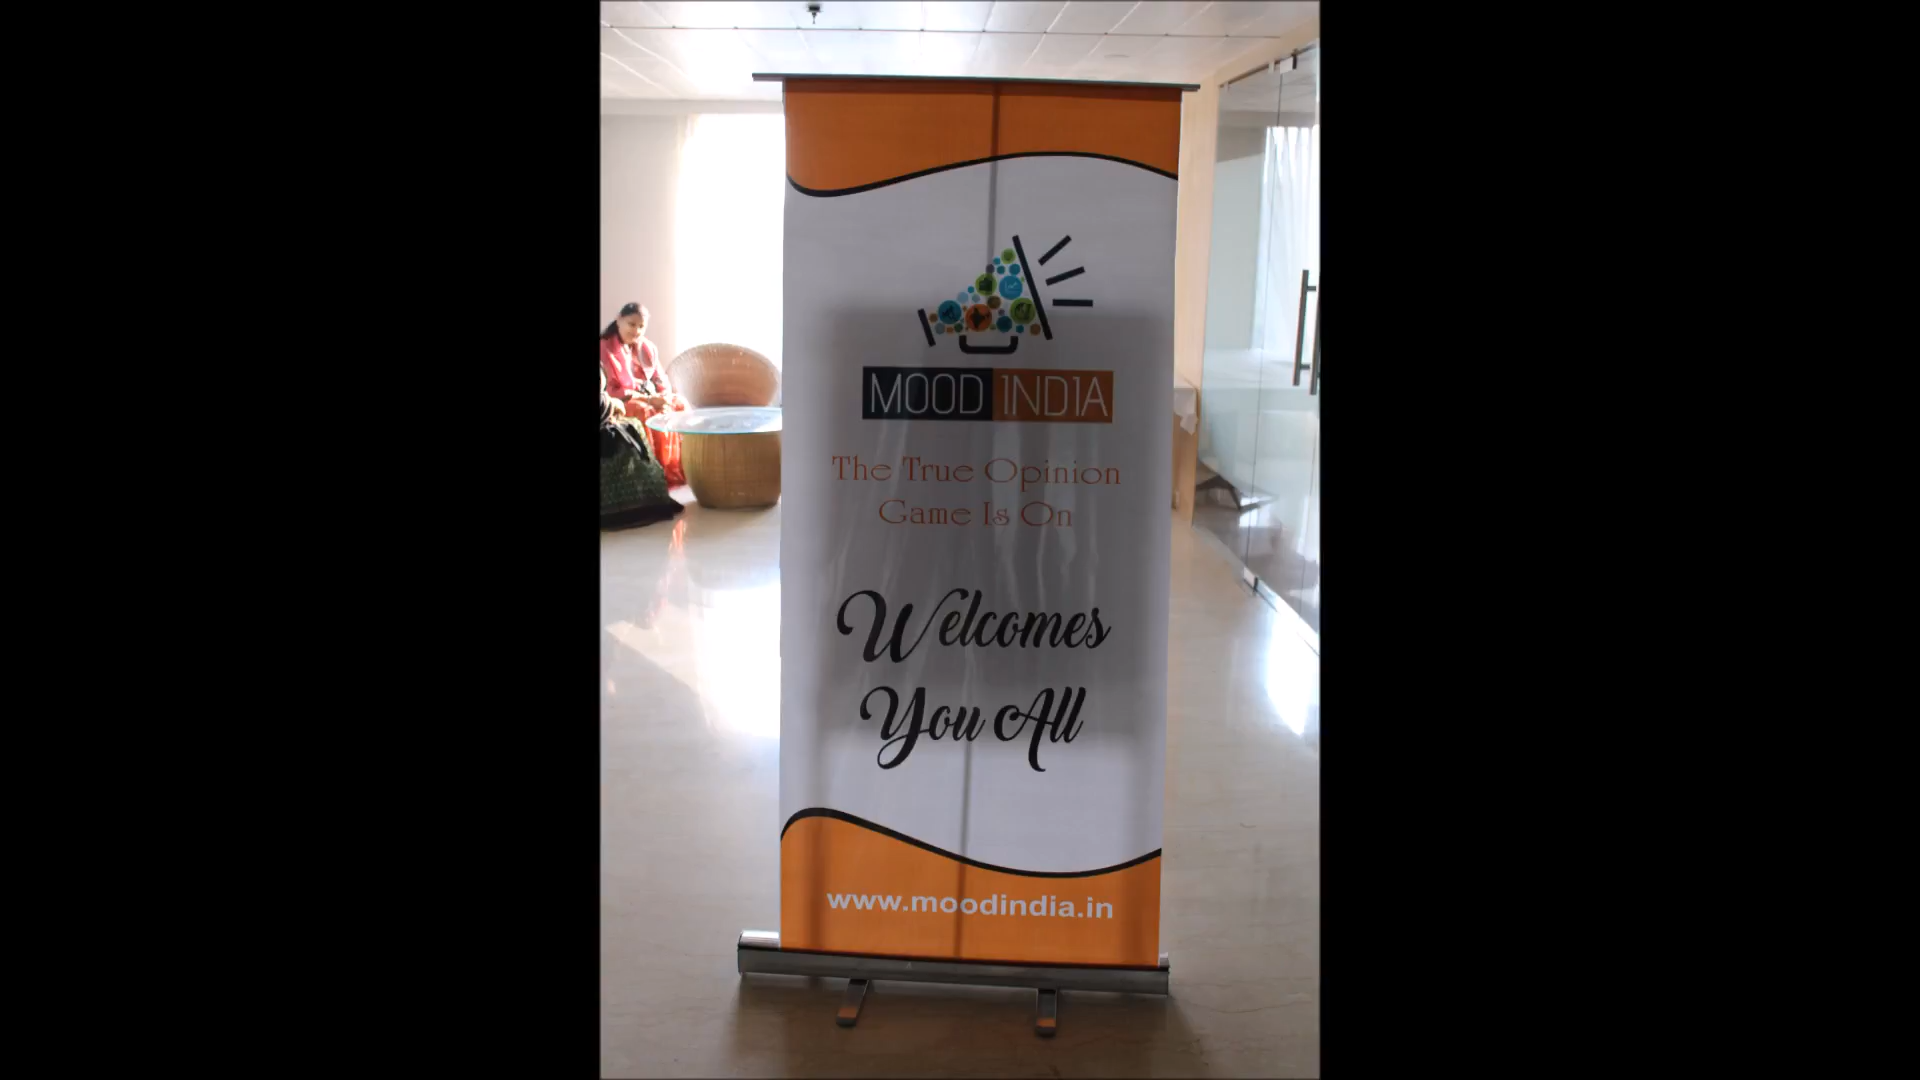 MOOD INDIA
The True Opinion
Game Is On
Welcomes
You All
www.moodindia.in